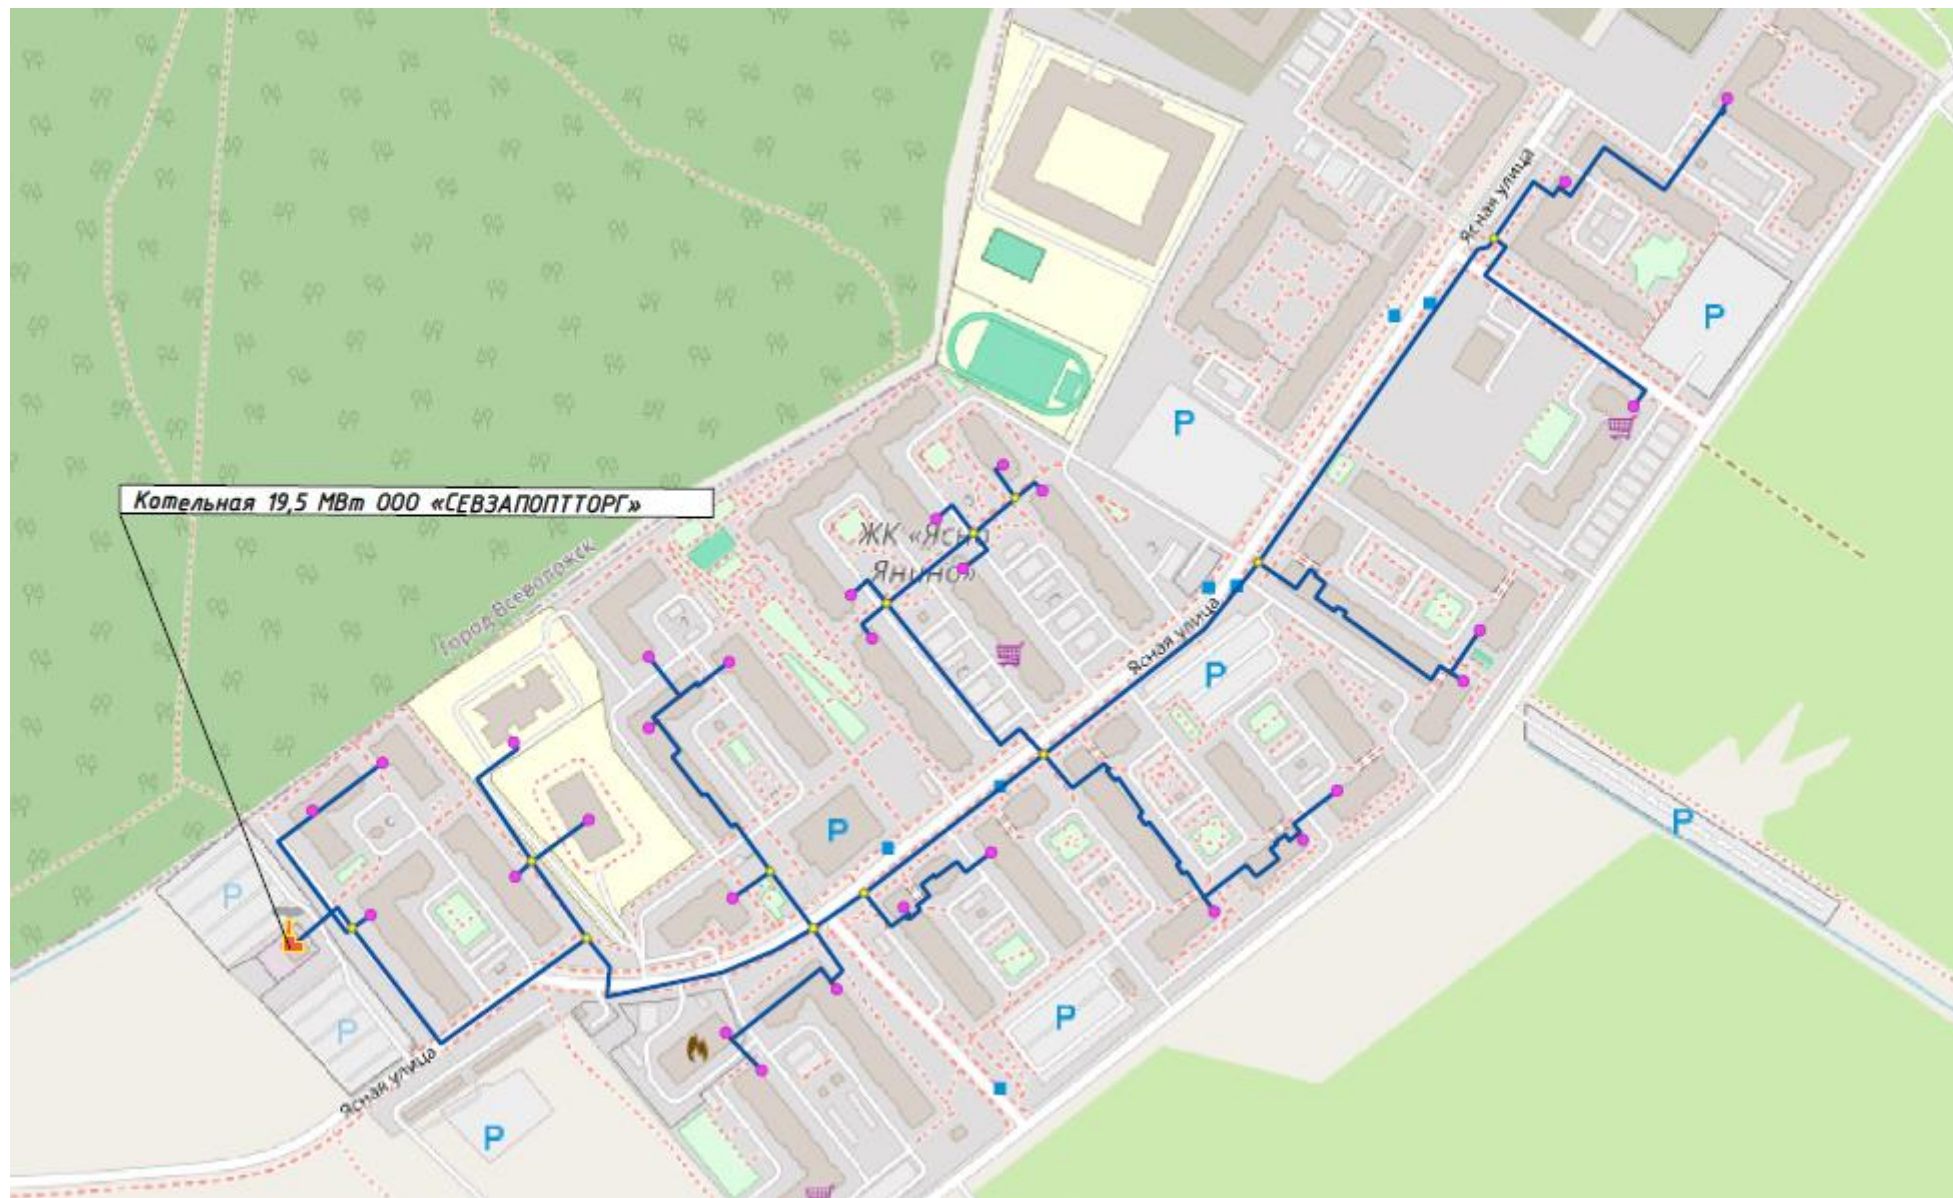 Ясная улица
P
P
P
Котельная 19,5 МВт ООО «СЕВЗАПОПТТОРГ»
ЖК «Ясно
Янино»
Город Всеволожск
Ясная улица
P
P
P
P
P
P
Ясная улица
P